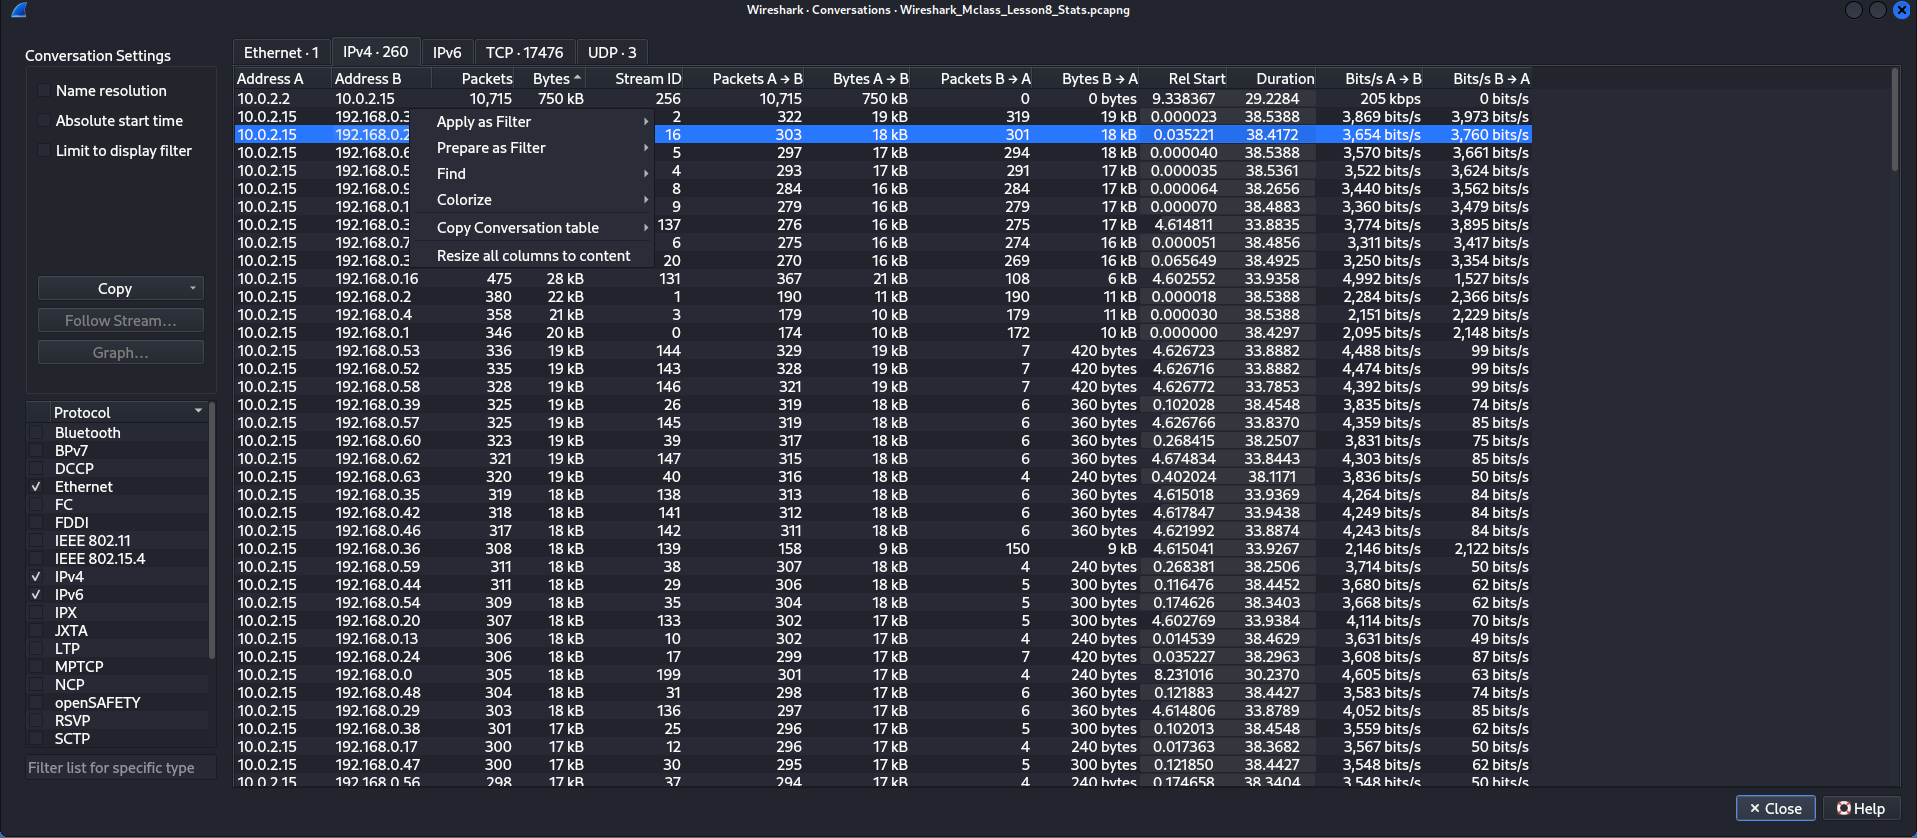 Wireshark · Conversations · Wireshark_Mclass_Lesson8_Stats.pcapng
Conversation Settings
Name resolution
Absolute start time
Limit to display filter
Copy
Follow Stream...
Graph...
Protocol
Bluetooth
BPv7
DCCP
Ethernet
FC
FDDI
IEEE 802.11
IEEE 802.15.4
IPv4
IPv6
IPX
JXTA
LTP
MPTCP
NCP
openSAFETY
RSVP
SCTP
Filter list for specific type
Ethernet · 1 IPv4 · 260 IPv6 TCP · 17476 UDP · 3
Address A Address B Packets Bytes Stream ID Packets A → B Bytes A → B Packets B → A Bytes B → A Rel Start Duration Bits/s A → B Bits/s B → A
10.0.2.2 10.0.2.15 10,715 750 kB 256 10,715 750 kB 0 0 bytes 9.338367 29.2284 205 kbps 0 bits/s
10.0.2.15 192.168.0.3 2 322 19 kB 319 19 kB 0.000023 38.5388 3,869 bits/s 3,973 bits/s
10.0.2.15 192.168.0.2 16 303 18 kB 301 18 kB 0.035221 38.4172 3,654 bits/s 3,760 bits/s
10.0.2.15 192.168.0.6 5 297 17 kB 294 18 kB 0.000040 38.5388 3,570 bits/s 3,661 bits/s
10.0.2.15 192.168.0.5 4 293 17 kB 291 17 kB 0.000035 38.5361 3,522 bits/s 3,624 bits/s
10.0.2.15 192.168.0.9 8 284 16 kB 284 17 kB 0.000064 38.2656 3,440 bits/s 3,562 bits/s
10.0.2.15 192.168.0.1 9 279 16 kB 279 17 kB 0.000070 38.4883 3,360 bits/s 3,479 bits/s
10.0.2.15 192.168.0.3 137 276 16 kB 275 17 kB 4.614811 33.8835 3,774 bits/s 3,895 bits/s
10.0.2.15 192.168.0.7 6 275 16 kB 274 16 kB 0.000051 38.4856 3,311 bits/s 3,417 bits/s
10.0.2.15 192.168.0.3 20 270 16 kB 269 16 kB 0.065649 38.4925 3,250 bits/s 3,354 bits/s
Apply as Filter
Prepare as Filter
Find
Colorize
Copy Conversation table
Resize all columns to content
10.0.2.15 192.168.0.16 475 28 kB 131 367 21 kB 108 6 kB 4.602552 33.9358 4,992 bits/s 1,527 bits/s
10.0.2.15 192.168.0.2 380 22 kB 1 190 11 kB 190 11 kB 0.000018 38.5388 2,284 bits/s 2,366 bits/s
10.0.2.15 192.168.0.4 358 21 kB 3 179 10 kB 179 11 kB 0.000030 38.5388 2,151 bits/s 2,229 bits/s
10.0.2.15 192.168.0.1 346 20 kB 0 174 10 kB 172 10 kB 0.000000 38.4297 2,095 bits/s 2,148 bits/s
10.0.2.15 192.168.0.53 336 19 kB 144 329 19 kB 7 420 bytes 4.626723 33.8882 4,488 bits/s 99 bits/s
10.0.2.15 192.168.0.52 335 19 kB 143 328 19 kB 7 420 bytes 4.626716 33.8882 4,474 bits/s 99 bits/s
10.0.2.15 192.168.0.58 328 19 kB 146 321 19 kB 7 420 bytes 4.626772 33.7853 4,392 bits/s 99 bits/s
10.0.2.15 192.168.0.39 325 19 kB 26 319 18 kB 6 360 bytes 0.102028 38.4548 3,835 bits/s 74 bits/s
10.0.2.15 192.168.0.57 325 19 kB 145 319 18 kB 6 360 bytes 4.626766 33.8370 4,359 bits/s 85 bits/s
10.0.2.15 192.168.0.60 323 19 kB 39 317 18 kB 6 360 bytes 0.268415 38.2507 3,831 bits/s 75 bits/s
10.0.2.15 192.168.0.62 321 19 kB 147 315 18 kB 6 360 bytes 4.674834 33.8443 4,303 bits/s 85 bits/s
10.0.2.15 192.168.0.63 320 19 kB 40 316 18 kB 4 240 bytes 0.402024 38.1171 3,836 bits/s 50 bits/s
10.0.2.15 192.168.0.35 319 18 kB 138 313 18 kB 6 360 bytes 4.615018 33.9369 4,264 bits/s 84 bits/s
10.0.2.15 192.168.0.42 318 18 kB 141 312 18 kB 6 360 bytes 4.617847 33.9438 4,249 bits/s 84 bits/s
10.0.2.15 192.168.0.46 317 18 kB 142 311 18 kB 6 360 bytes 4.621992 33.8874 4,243 bits/s 84 bits/s
10.0.2.15 192.168.0.36 308 18 kB 139 158 9 kB 150 9 kB 4.615041 33.9267 2,146 bits/s 2,122 bits/s
10.0.2.15 192.168.0.59 311 18 kB 38 307 18 kB 4 240 bytes 0.268381 38.2506 3,714 bits/s 50 bits/s
10.0.2.15 192.168.0.44 311 18 kB 29 306 18 kB 5 300 bytes 0.116476 38.4452 3,680 bits/s 62 bits/s
10.0.2.15 192.168.0.54 309 18 kB 35 304 18 kB 5 300 bytes 0.174626 38.3403 3,668 bits/s 62 bits/s
10.0.2.15 192.168.0.20 307 18 kB 133 302 17 kB 5 300 bytes 4.602769 33.9384 4,114 bits/s 70 bits/s
10.0.2.15 192.168.0.13 306 18 kB 10 302 17 kB 4 240 bytes 0.014539 38.4629 3,631 bits/s 49 bits/s
10.0.2.15 192.168.0.24 306 18 kB 17 299 17 kB 7 420 bytes 0.035227 38.2963 3,608 bits/s 87 bits/s
10.0.2.15 192.168.0.0 305 18 kB 199 301 17 kB 4 240 bytes 8.231016 30.2370 4,605 bits/s 63 bits/s
10.0.2.15 192.168.0.48 304 18 kB 31 298 17 kB 6 360 bytes 0.121883 38.4427 3,583 bits/s 74 bits/s
10.0.2.15 192.168.0.29 303 18 kB 136 297 17 kB 6 360 bytes 4.614806 33.8789 4,052 bits/s 85 bits/s
10.0.2.15 192.168.0.38 301 17 kB 25 296 17 kB 5 300 bytes 0.102013 38.4548 3,559 bits/s 62 bits/s
10.0.2.15 192.168.0.17 300 17 kB 12 296 17 kB 4 240 bytes 0.017363 38.3682 3,567 bits/s 50 bits/s
10.0.2.15 192.168.0.47 300 17 kB 30 295 17 kB 5 300 bytes 0.121850 38.4427 3,548 bits/s 62 bits/s
10.0.2.15 192.168.0.56 298 17 kB 37 294 17 kB 4 240 bytes 0.174658 38.3404 3,548 bits/s 50 bits/s
Close
Help